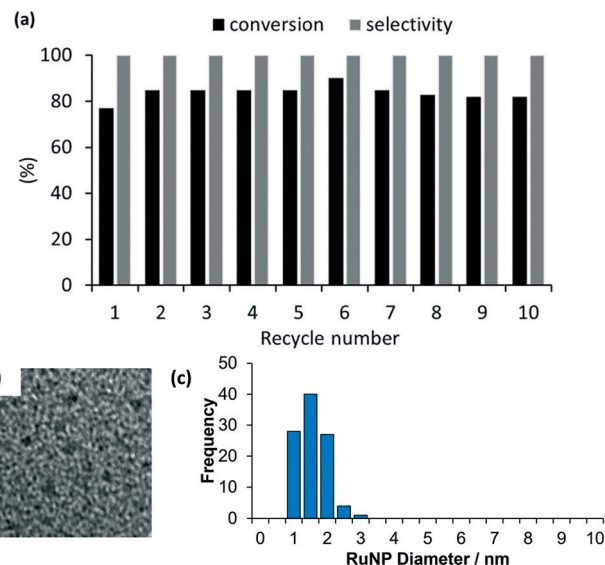 (a)
conversion selectivity
100
80
60
40
20
0
(%)
1 2 3 4 5 6 7 8 9 10
Recycle number
)
(c)
50
40
30
20
10
0
Frequency
0 1 2 3 4 5 6 7 8 9 10
RuNP Diameter / nm